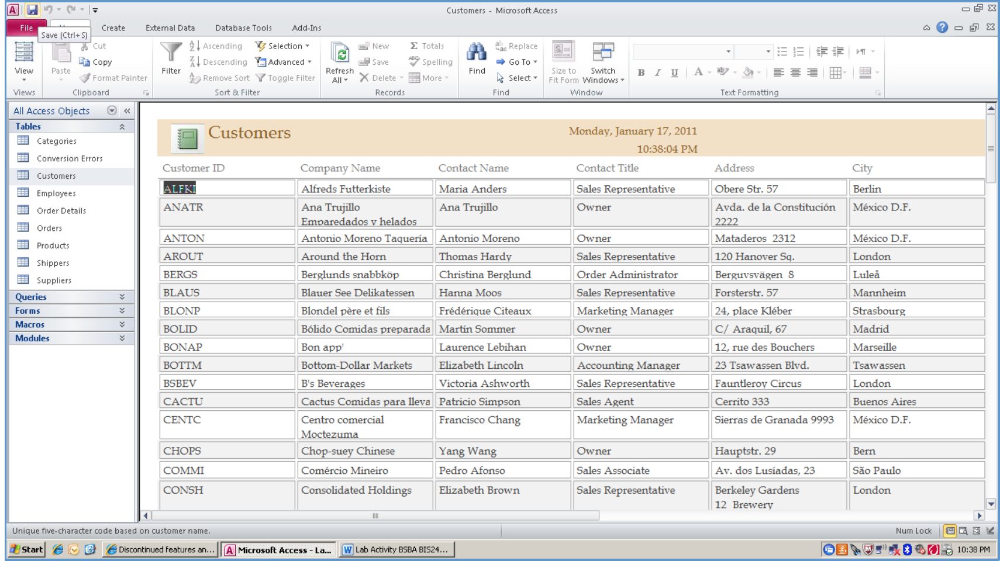 Customers - Microsoft Access
File
Create
External Data
Database Tools
Add-Ins
Save (Ctrl+S)
View
Views
Paste
Cut
Copy
Format Painter
Clipboard
Filter
Ascending
Descending
Remove Sort
Selection
Advanced
Toggle Filter
Sort & Filter
Refresh All
New
Save
Delete
Totals
Spelling
More
Records
Find
Replace
Go To
Select
Find
Size to Fit Form
Switch Windows
Window
B I U A
Text Formatting
All Access Objects
Tables
Categories
Conversion Errors
Customers
Employees
Order Details
Orders
Products
Shippers
Suppliers
Queries
Forms
Macros
Modules
Customers
Monday, January 17, 2011
10:38:04 PM
Customer ID Company Name Contact Name Contact Title Address City
ALFKI Alfreds Futterkiste Maria Anders Sales Representative Obere Str. 57 Berlin
ANATR Ana Trujillo Emparedados y helados Ana Trujillo Owner Avda. de la Constitución 2222 México D.F.
ANTON Antonio Moreno Taquería Antonio Moreno Owner Mataderos 2312 México D.F.
AROUT Around the Horn Thomas Hardy Sales Representative 120 Hanover Sq. London
BERGS Berglunds snabbköp Christina Berglund Order Administrator Berguvsvägen 8 Luleå
BLAUS Blauer See Delikatessen Hanna Moos Sales Representative Forsterstr. 57 Mannheim
BLONP Blondel père et fils Frédérique Citeaux Marketing Manager 24, place Kléber Strasbourg
BOLID Bólido Comidas preparada Martín Sommer Owner C/ Araquil, 67 Madrid
BONAP Bon app' Laurence Lebihan Owner 12, rue des Bouchers Marseille
BOTTM Bottom-Dollar Markets Elizabeth Lincoln Accounting Manager 23 Tsawassen Blvd. Tsawassen
BSBEV B's Beverages Victoria Ashworth Sales Representative Fauntleroy Circus London
CACTU Cactus Comidas para lleva Patricio Simpson Sales Agent Cerrito 333 Buenos Aires
CENTC Centro comercial Moctezuma Francisco Chang Marketing Manager Sierras de Granada 9993 México D.F.
CHOPS Chop-suey Chinese Yang Wang Owner Hauptstr. 29 Bern
COMMI Comércio Mineiro Pedro Afonso Sales Associate Av. dos Lusíadas, 23 São Paulo
CONSH Consolidated Holdings Elizabeth Brown Sales Representative Berkeley Gardens 12 Brewery London
Unique five-character code based on customer name.
Num Lock
Start
Discontinued features an...
Microsoft Access - La...
Lab Activity BSBA BIS24...
10:38 PM